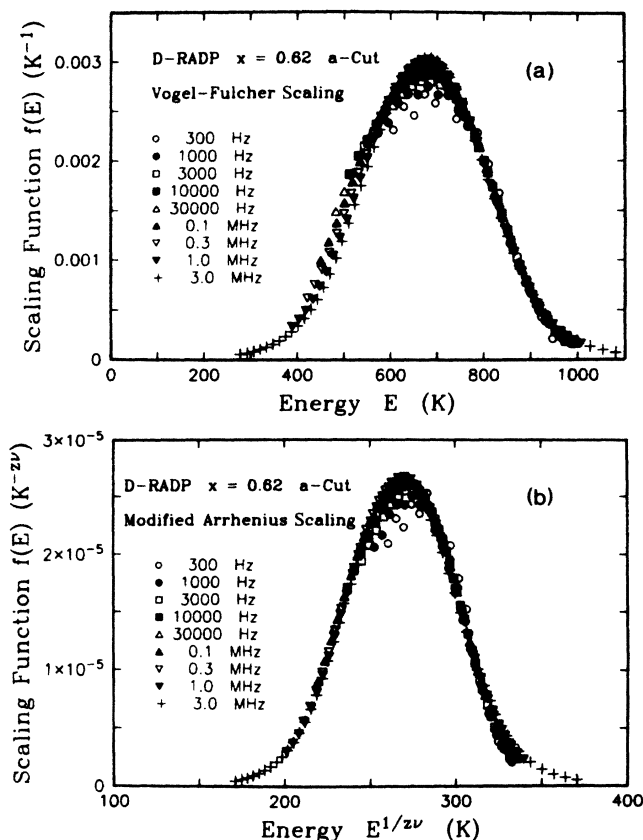 (a)
D-RADP x = 0.62 a-Cut
Vogel-Fulcher Scaling
300 Hz
1000 Hz
3000 Hz
10000 Hz
30000 Hz
0.1 MHz
0.3 MHz
1.0 MHz
3.0 MHz
Scaling Function f(E) (K⁻¹)
0.003
0.002
0.001
0
0 200 400 600 800 1000
Energy E (K)
(b)
D-RADP x = 0.62 a-Cut
Modified Arrhenius Scaling
300 Hz
1000 Hz
3000 Hz
10000 Hz
30000 Hz
0.1 MHz
0.3 MHz
1.0 MHz
3.0 MHz
Scaling Function f(E) (K⁻ᶻᵛ)
3×10⁻⁵
2×10⁻⁵
1×10⁻⁵
0
100 200 300 400
Energy E¹/ᶻᵛ (K)